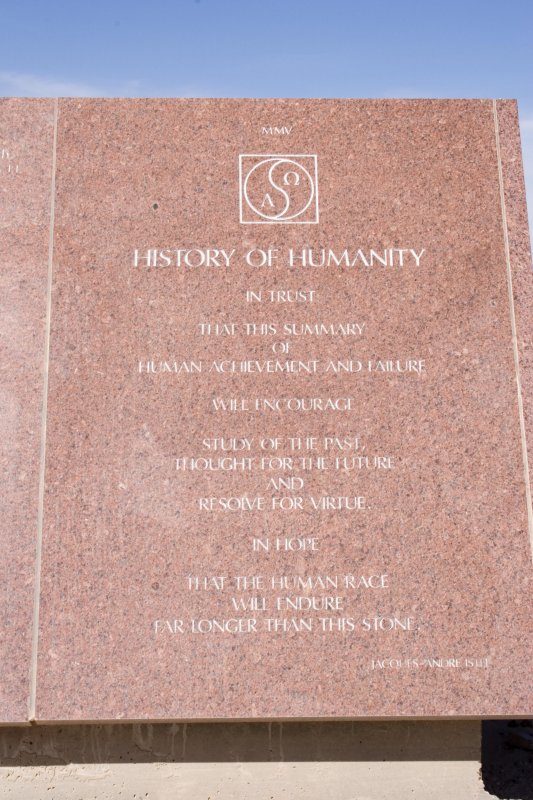 MMV
Λ Ω
HISTORY OF HUMANITY
IN TRUST
THAT THIS SUMMARY
OF
HUMAN ACHIEVEMENT AND FAILURE
WILL ENCOURAGE
STUDY OF THE PAST,
THOUGHT FOR THE FUTURE
AND
RESOLVE FOR VIRTUE.
IN HOPE
THAT THE HUMAN RACE
WILL ENDURE
FAR LONGER THAN THIS STONE.
JACQUES-ANDRE ISTEL